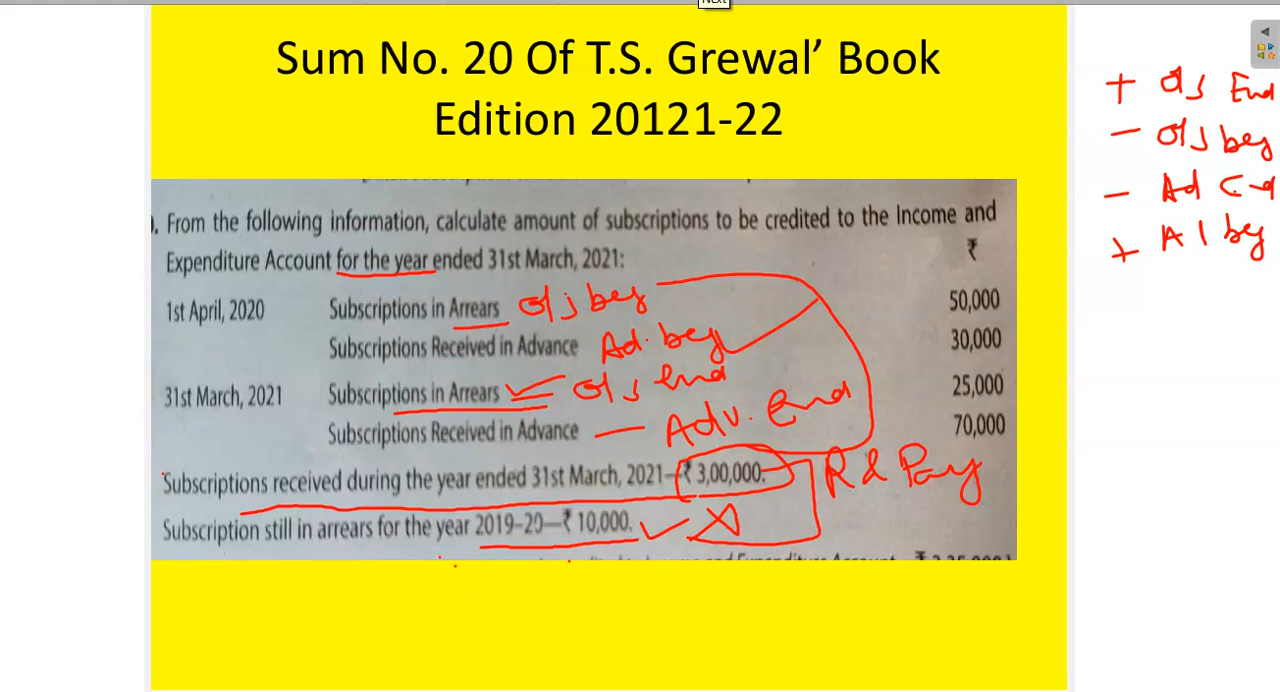 Next
Sum No. 20 Of T.S. Grewal’ Book
Edition 20121-22
+ O/s End
- O/s beg
- Ad End
+ Ad beg
). From the following information, calculate amount of subscriptions to be credited to the Income and
Expenditure Account for the year ended 31st March, 2021: ₹
1st April, 2020 Subscriptions in Arrears O/s beg 50,000
Subscriptions Received in Advance Ad. beg 30,000
31st March, 2021 Subscriptions in Arrears O/s End 25,000
Subscriptions Received in Advance — Adv. End 70,000
Subscriptions received during the year ended 31st March, 2021—₹ 3,00,000. R & Pay
Subscription still in arrears for the year 2019-20—₹ 10,000.